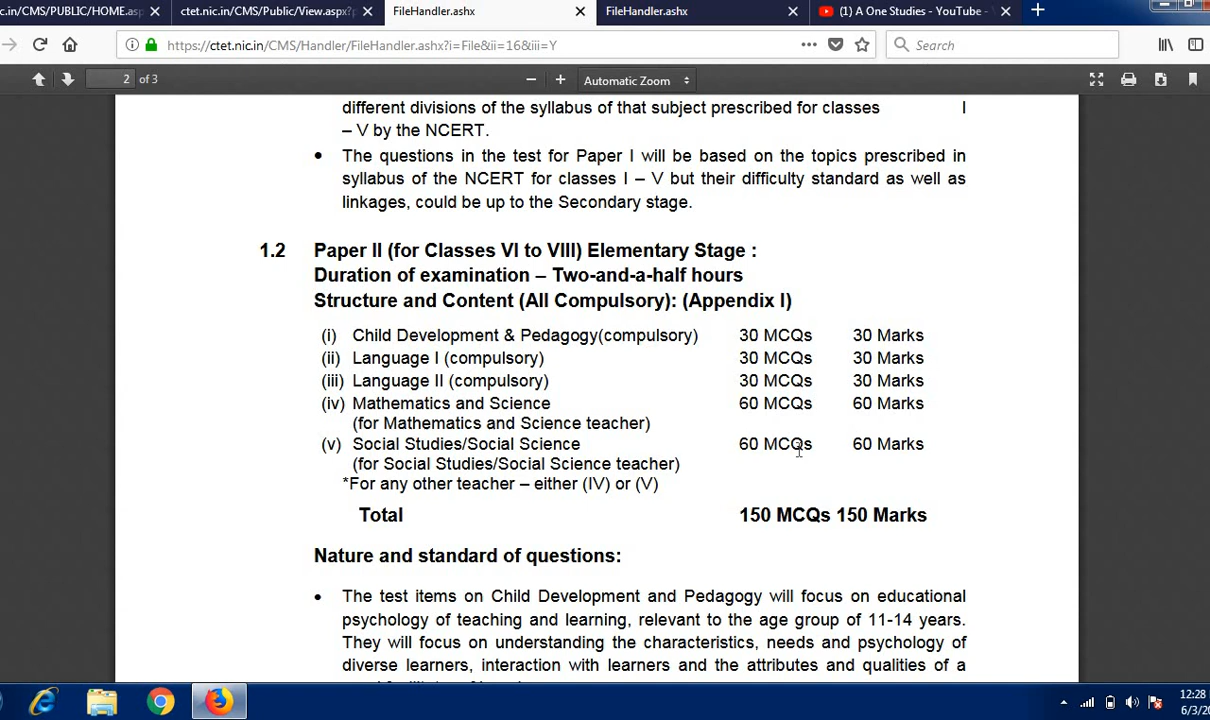 c.in/CMS/PUBLIC/HOME.as
ctet.nic.in/CMS/Public/View.aspx?
FileHandler.ashx
FileHandler.ashx
(1) A One Studies - YouTube -
https://ctet.nic.in/CMS/Handler/FileHandler.ashx?i=File&ii=16&iii=Y
Search
2 of 3
Automatic Zoom
different divisions of the syllabus of that subject prescribed for classes I
– V by the NCERT.
• The questions in the test for Paper I will be based on the topics prescribed in
syllabus of the NCERT for classes I – V but their difficulty standard as well as
linkages, could be up to the Secondary stage.
1.2 Paper II (for Classes VI to VIII) Elementary Stage :
Duration of examination – Two-and-a-half hours
Structure and Content (All Compulsory): (Appendix I)
(i) Child Development & Pedagogy(compulsory) 30 MCQs 30 Marks
(ii) Language I (compulsory) 30 MCQs 30 Marks
(iii) Language II (compulsory) 30 MCQs 30 Marks
(iv) Mathematics and Science 60 MCQs 60 Marks
(for Mathematics and Science teacher)
(v) Social Studies/Social Science 60 MCQs 60 Marks
(for Social Studies/Social Science teacher)
*For any other teacher – either (IV) or (V)
Total 150 MCQs 150 Marks
Nature and standard of questions:
• The test items on Child Development and Pedagogy will focus on educational
psychology of teaching and learning, relevant to the age group of 11-14 years.
They will focus on understanding the characteristics, needs and psychology of
diverse learners, interaction with learners and the attributes and qualities of a
12:28
6/3/20